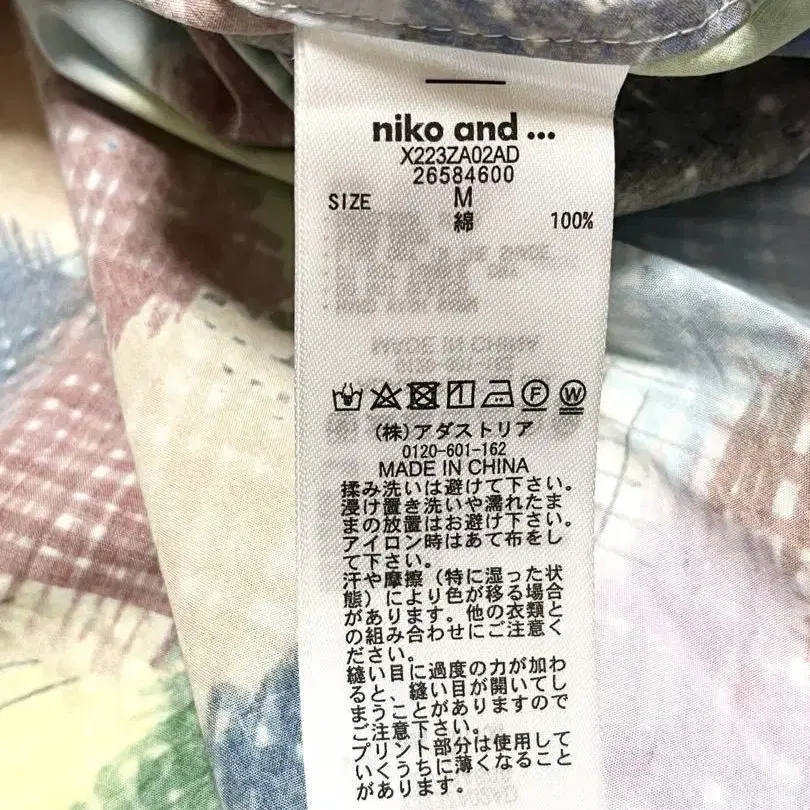 niko and ...
X223ZA02AD
26584600
SIZE M
綿 100%
F W
(株)アダストリア
0120-601-162
MADE IN CHINA
揉み洗いは避けて下さい。
浸け置き洗いや濡れたま
まの放置はお避け下さい。
アイロン時はあて布をし
て下さい。
汗や摩擦(特に湿った状
態)により色が移る場合
があります。他の衣類と
の組み合わせにご注意く
ださい。
縫い目に過度の力が加わ
ると、縫い目が開いてし
まうことがありますので
ご注意下さい。
プリント部分は使用して
いくうちに薄くなること
があります。